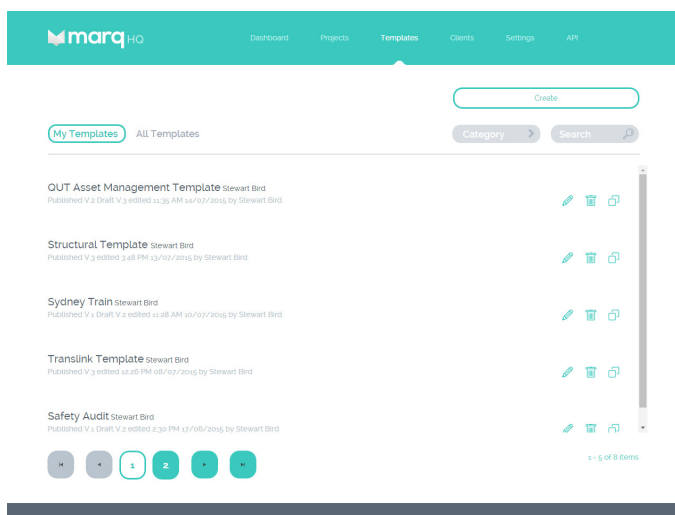 marq HQ
Dashboard Projects Templates Clients Settings API
Create
My Templates All Templates Category Search
QUT Asset Management Template Stewart Bird
Published V.2 Draft V.3 edited 11:35 AM 14/07/2015 by Stewart Bird
Structural Template Stewart Bird
Published V.3 edited 3:48 PM 13/07/2015 by Stewart Bird
Sydney Train Stewart Bird
Published V.1 Draft V.2 edited 11:28 AM 10/07/2015 by Stewart Bird
Translink Template Stewart Bird
Published V.3 edited 12:26 PM 08/07/2015 by Stewart Bird
Safety Audit Stewart Bird
Published V.1 Draft V.2 edited 2:30 PM 17/06/2015 by Stewart Bird
1 2
1 - 5 of 8 items